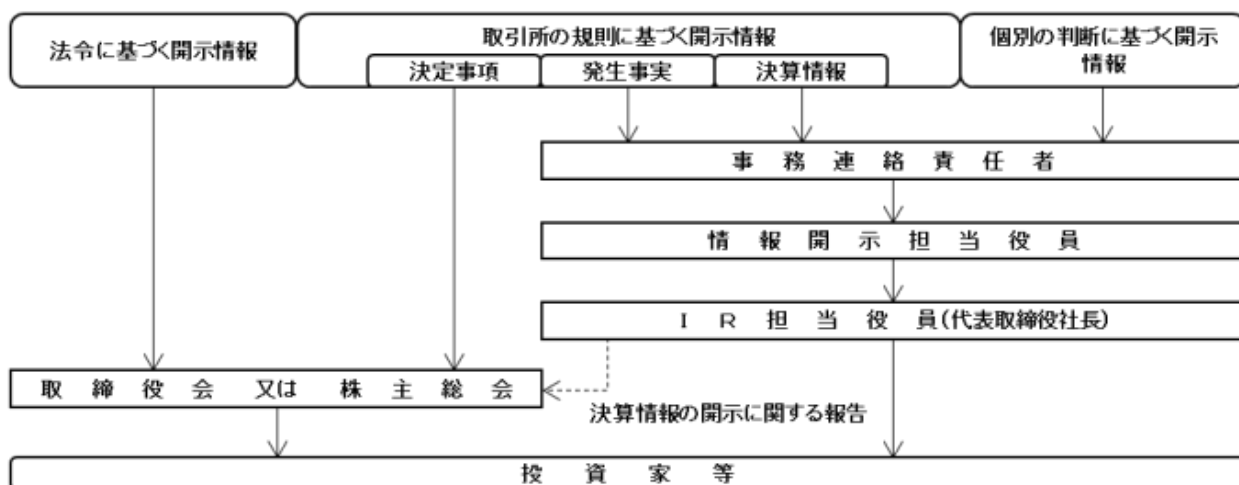 法令に基づく開示情報
取引所の規則に基づく開示情報
決定事項
発生事実
決算情報
個別の判断に基づく開示
情報
事務連絡責任者
情報開示担当役員
IR担当役員(代表取締役社長)
取締役会 又は 株主総会
決算情報の開示に関する報告
投資家等